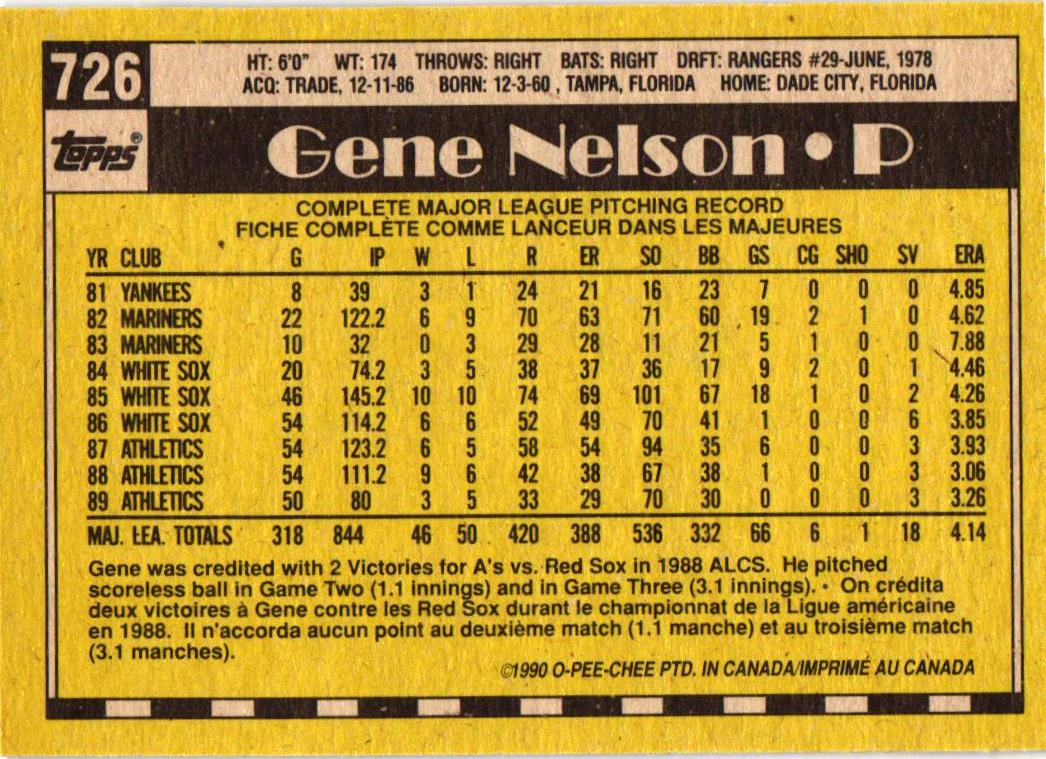 726
HT: 6'0" WT: 174 THROWS: RIGHT BATS: RIGHT DRFT: RANGERS #29-JUNE, 1978
ACQ: TRADE, 12-11-86 BORN: 12-3-60 , TAMPA, FLORIDA HOME: DADE CITY, FLORIDA
Topps®
Gene Nelson • P
COMPLETE MAJOR LEAGUE PITCHING RECORD
FICHE COMPLÈTE COMME LANCEUR DANS LES MAJEURES
YR CLUB G IP W L R ER SO BB GS CG SHO SV ERA
81 YANKEES 8 39 3 1 24 21 16 23 7 0 0 0 4.85
82 MARINERS 22 122.2 6 9 70 63 71 60 19 2 1 0 4.62
83 MARINERS 10 32 0 3 29 28 11 21 5 1 0 0 7.88
84 WHITE SOX 20 74.2 3 5 38 37 36 17 9 2 0 1 4.46
85 WHITE SOX 46 145.2 10 10 74 69 101 67 18 1 0 2 4.26
86 WHITE SOX 54 114.2 6 6 52 49 70 41 1 0 0 6 3.85
87 ATHLETICS 54 123.2 6 5 58 54 94 35 6 0 0 3 3.93
88 ATHLETICS 54 111.2 9 6 42 38 67 38 1 0 0 3 3.06
89 ATHLETICS 50 80 3 5 33 29 70 30 0 0 0 3 3.26
MAJ. LEA. TOTALS 318 844 46 50 420 388 536 332 66 6 1 18 4.14
Gene was credited with 2 Victories for A's vs. Red Sox in 1988 ALCS. He pitched
scoreless ball in Game Two (1.1 innings) and in Game Three (3.1 innings). • On crédita
deux victoires à Gene contre les Red Sox durant le championnat de la Ligue américaine
en 1988. Il n'accorda aucun point au deuxième match (1.1 manche) et au troisième match
(3.1 manches).
©1990 O-PEE-CHEE PTD. IN CANADA/IMPRIMÉ AU CANADA